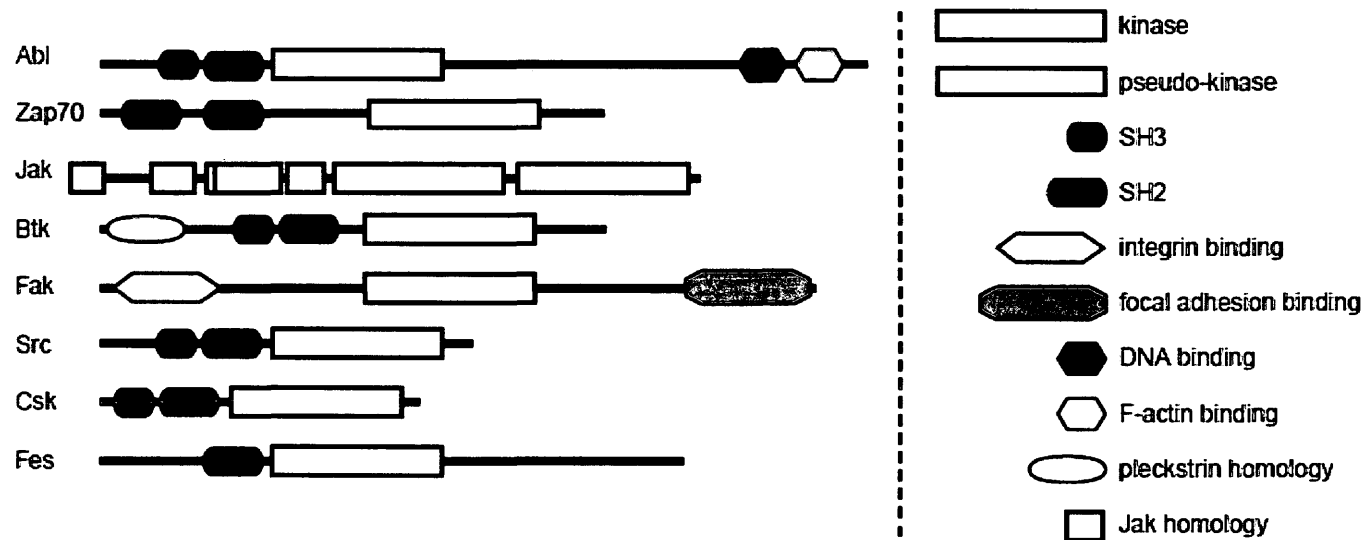 Abl
Zap70
Jak
Btk
Fak
Src
Csk
Fes
kinase
pseudo-kinase
SH3
SH2
integrin binding
focal adhesion binding
DNA binding
F-actin binding
pleckstrin homology
Jak homology